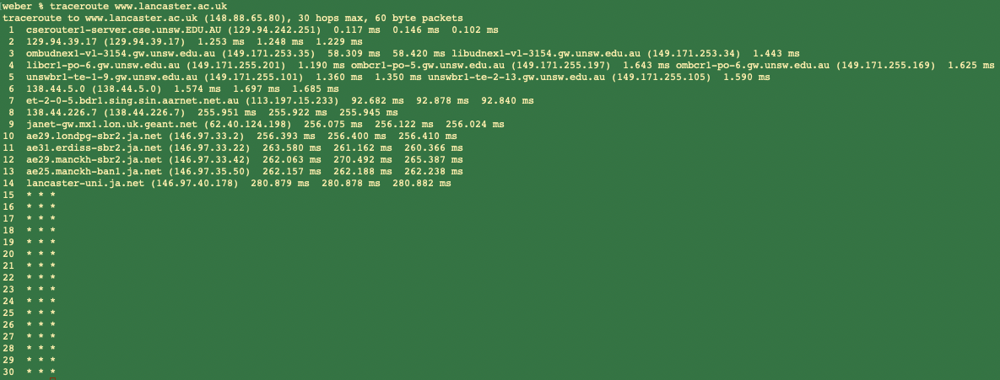 [weber % traceroute www.lancaster.ac.uk
traceroute to www.lancaster.ac.uk (148.88.65.80), 30 hops max, 60 byte packets
 1  cserouter1-server.cse.unsw.EDU.AU (129.94.242.251)  0.117 ms  0.146 ms  0.102 ms
 2  129.94.39.17 (129.94.39.17)  1.253 ms  1.248 ms  1.229 ms
 3  ombudnex1-vl-3154.gw.unsw.edu.au (149.171.253.35)  58.309 ms  58.420 ms libudnex1-vl-3154.gw.unsw.edu.au (149.171.253.34)  1.443 ms
 4  libcr1-po-6.gw.unsw.edu.au (149.171.255.201)  1.190 ms ombcr1-po-5.gw.unsw.edu.au (149.171.255.197)  1.643 ms ombcr1-po-6.gw.unsw.edu.au (149.171.255.169)  1.625 ms
 5  unswbr1-te-1-9.gw.unsw.edu.au (149.171.255.101)  1.360 ms  1.350 ms unswbr1-te-2-13.gw.unsw.edu.au (149.171.255.105)  1.590 ms
 6  138.44.5.0 (138.44.5.0)  1.574 ms  1.697 ms  1.685 ms
 7  et-2-0-5.bdr1.sing.sin.aarnet.net.au (113.197.15.233)  92.682 ms  92.878 ms  92.840 ms
 8  138.44.226.7 (138.44.226.7)  255.951 ms  255.922 ms  255.945 ms
 9  janet-gw.mx1.lon.uk.geant.net (62.40.124.198)  256.075 ms  256.122 ms  256.024 ms
10  ae29.londpg-sbr2.ja.net (146.97.33.2)  256.393 ms  256.400 ms  256.410 ms
11  ae31.erdiss-sbr2.ja.net (146.97.33.22)  263.580 ms  261.162 ms  260.366 ms
12  ae29.manckh-sbr2.ja.net (146.97.33.42)  262.063 ms  270.492 ms  265.387 ms
13  ae25.manckh-ban1.ja.net (146.97.35.50)  262.157 ms  262.188 ms  262.238 ms
14  lancaster-uni.ja.net (146.97.40.178)  280.879 ms  280.878 ms  280.882 ms
15  * * *
16  * * *
17  * * *
18  * * *
19  * * *
20  * * *
21  * * *
22  * * *
23  * * *
24  * * *
25  * * *
26  * * *
27  * * *
28  * * *
29  * * *
30  * * *